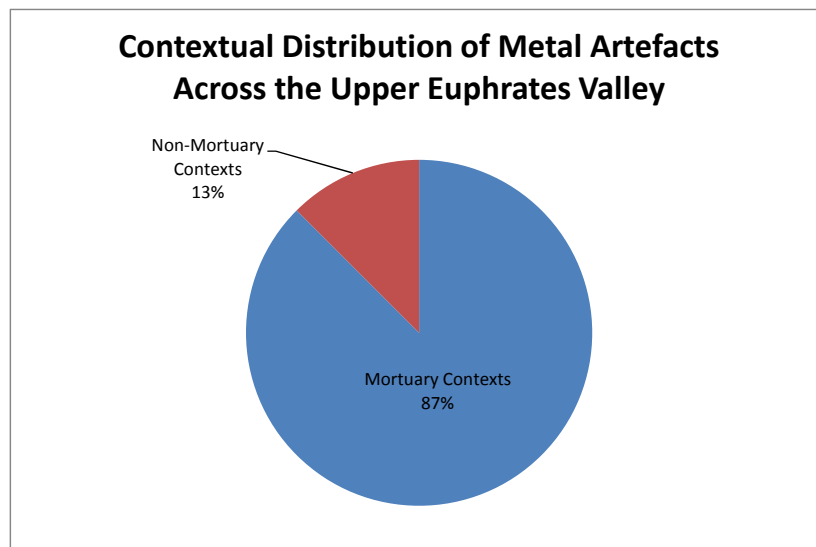 Contextual Distribution of Metal Artefacts
Across the Upper Euphrates Valley
Non-Mortuary
Contexts
13%
Mortuary Contexts
87%